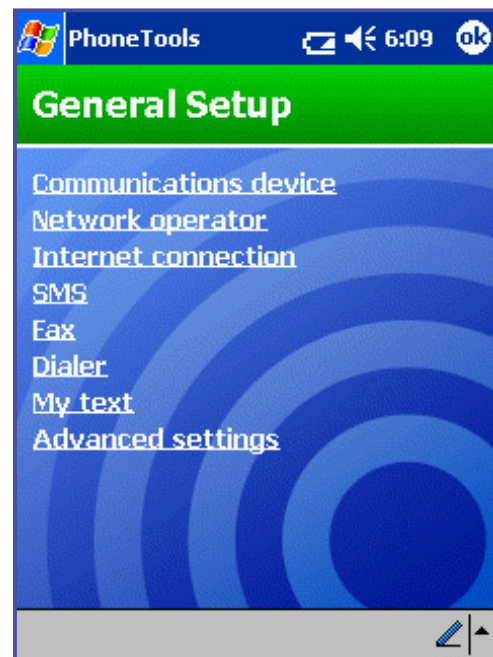 PhoneTools 6:09 ok
General Setup
Communications device
Network operator
Internet connection
SMS
Fax
Dialer
My text
Advanced settings